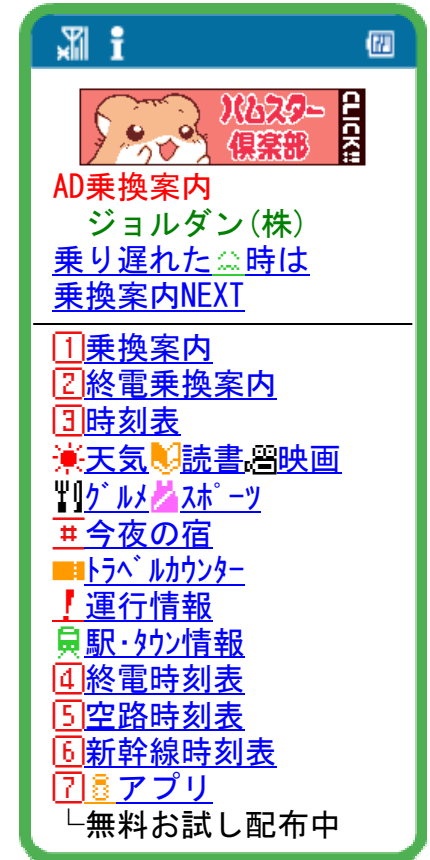 ハムスター
倶楽部
CLICK!!
AD乗換案内
ジョルダン(株)
乗り遅れた時は
乗換案内NEXT
1乗換案内
2終電乗換案内
3時刻表
天気読書映画
ｸﾞﾙﾒｽﾎﾟｰﾂ
#今夜の宿
ﾄﾗﾍﾞﾙｶｳﾝﾀｰ
!運行情報
駅･ﾀｳﾝ情報
4終電時刻表
5空路時刻表
6新幹線時刻表
7アプリ
└無料お試し配布中